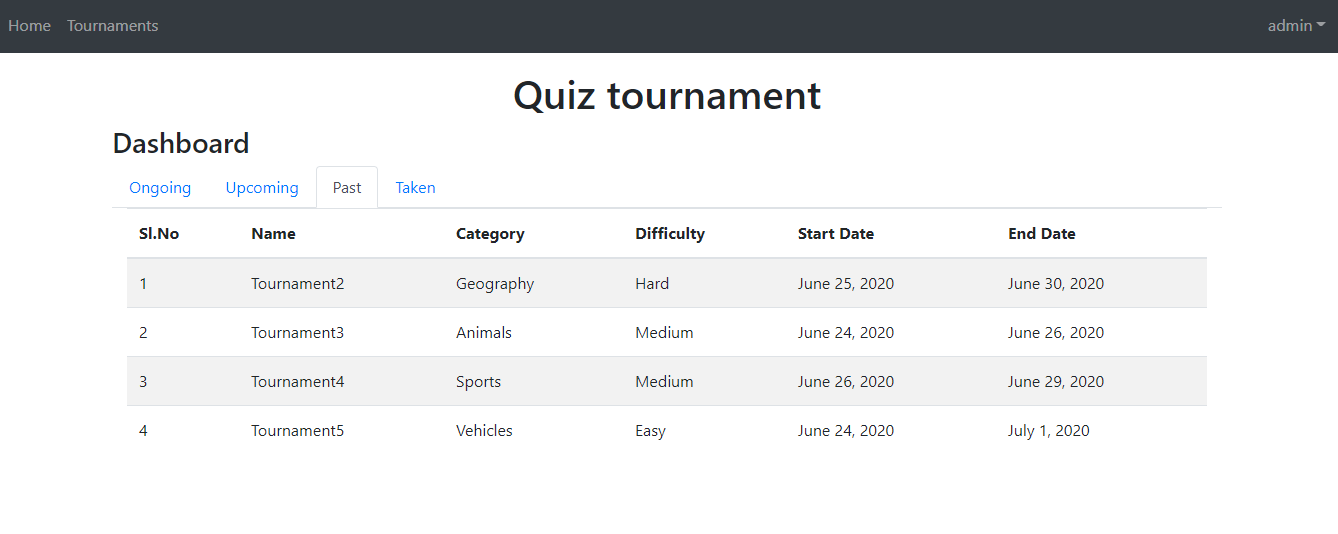 Home Tournaments admin
Quiz tournament
Dashboard
Ongoing Upcoming Past Taken
Sl.No Name Category Difficulty Start Date End Date
1 Tournament2 Geography Hard June 25, 2020 June 30, 2020
2 Tournament3 Animals Medium June 24, 2020 June 26, 2020
3 Tournament4 Sports Medium June 26, 2020 June 29, 2020
4 Tournament5 Vehicles Easy June 24, 2020 July 1, 2020